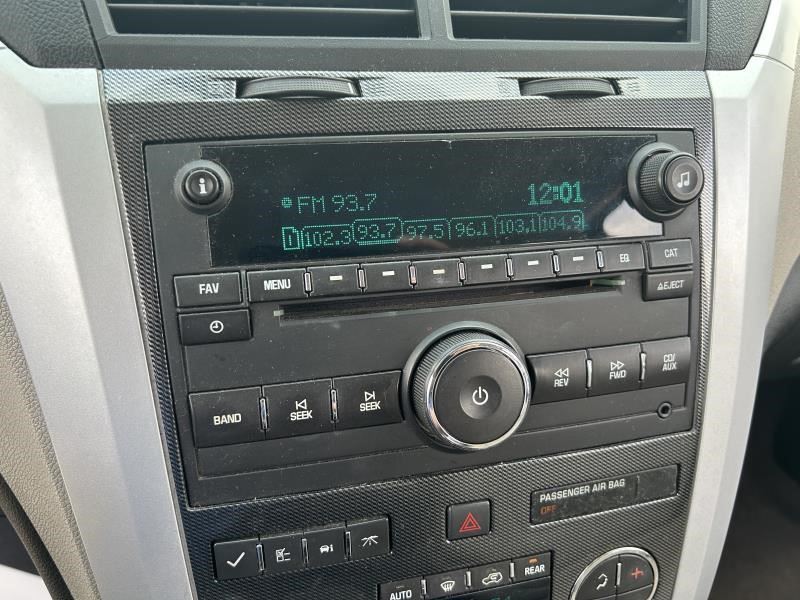 i
FM 93.7 12:01
1 102.3 93.7 97.5 96.1 103.1 104.9
FAV MENU EQ CAT
EJECT
BAND SEEK SEEK REV FWD CD/
AUX
PASSENGER AIR BAG
OFF
i
AUTO REAR